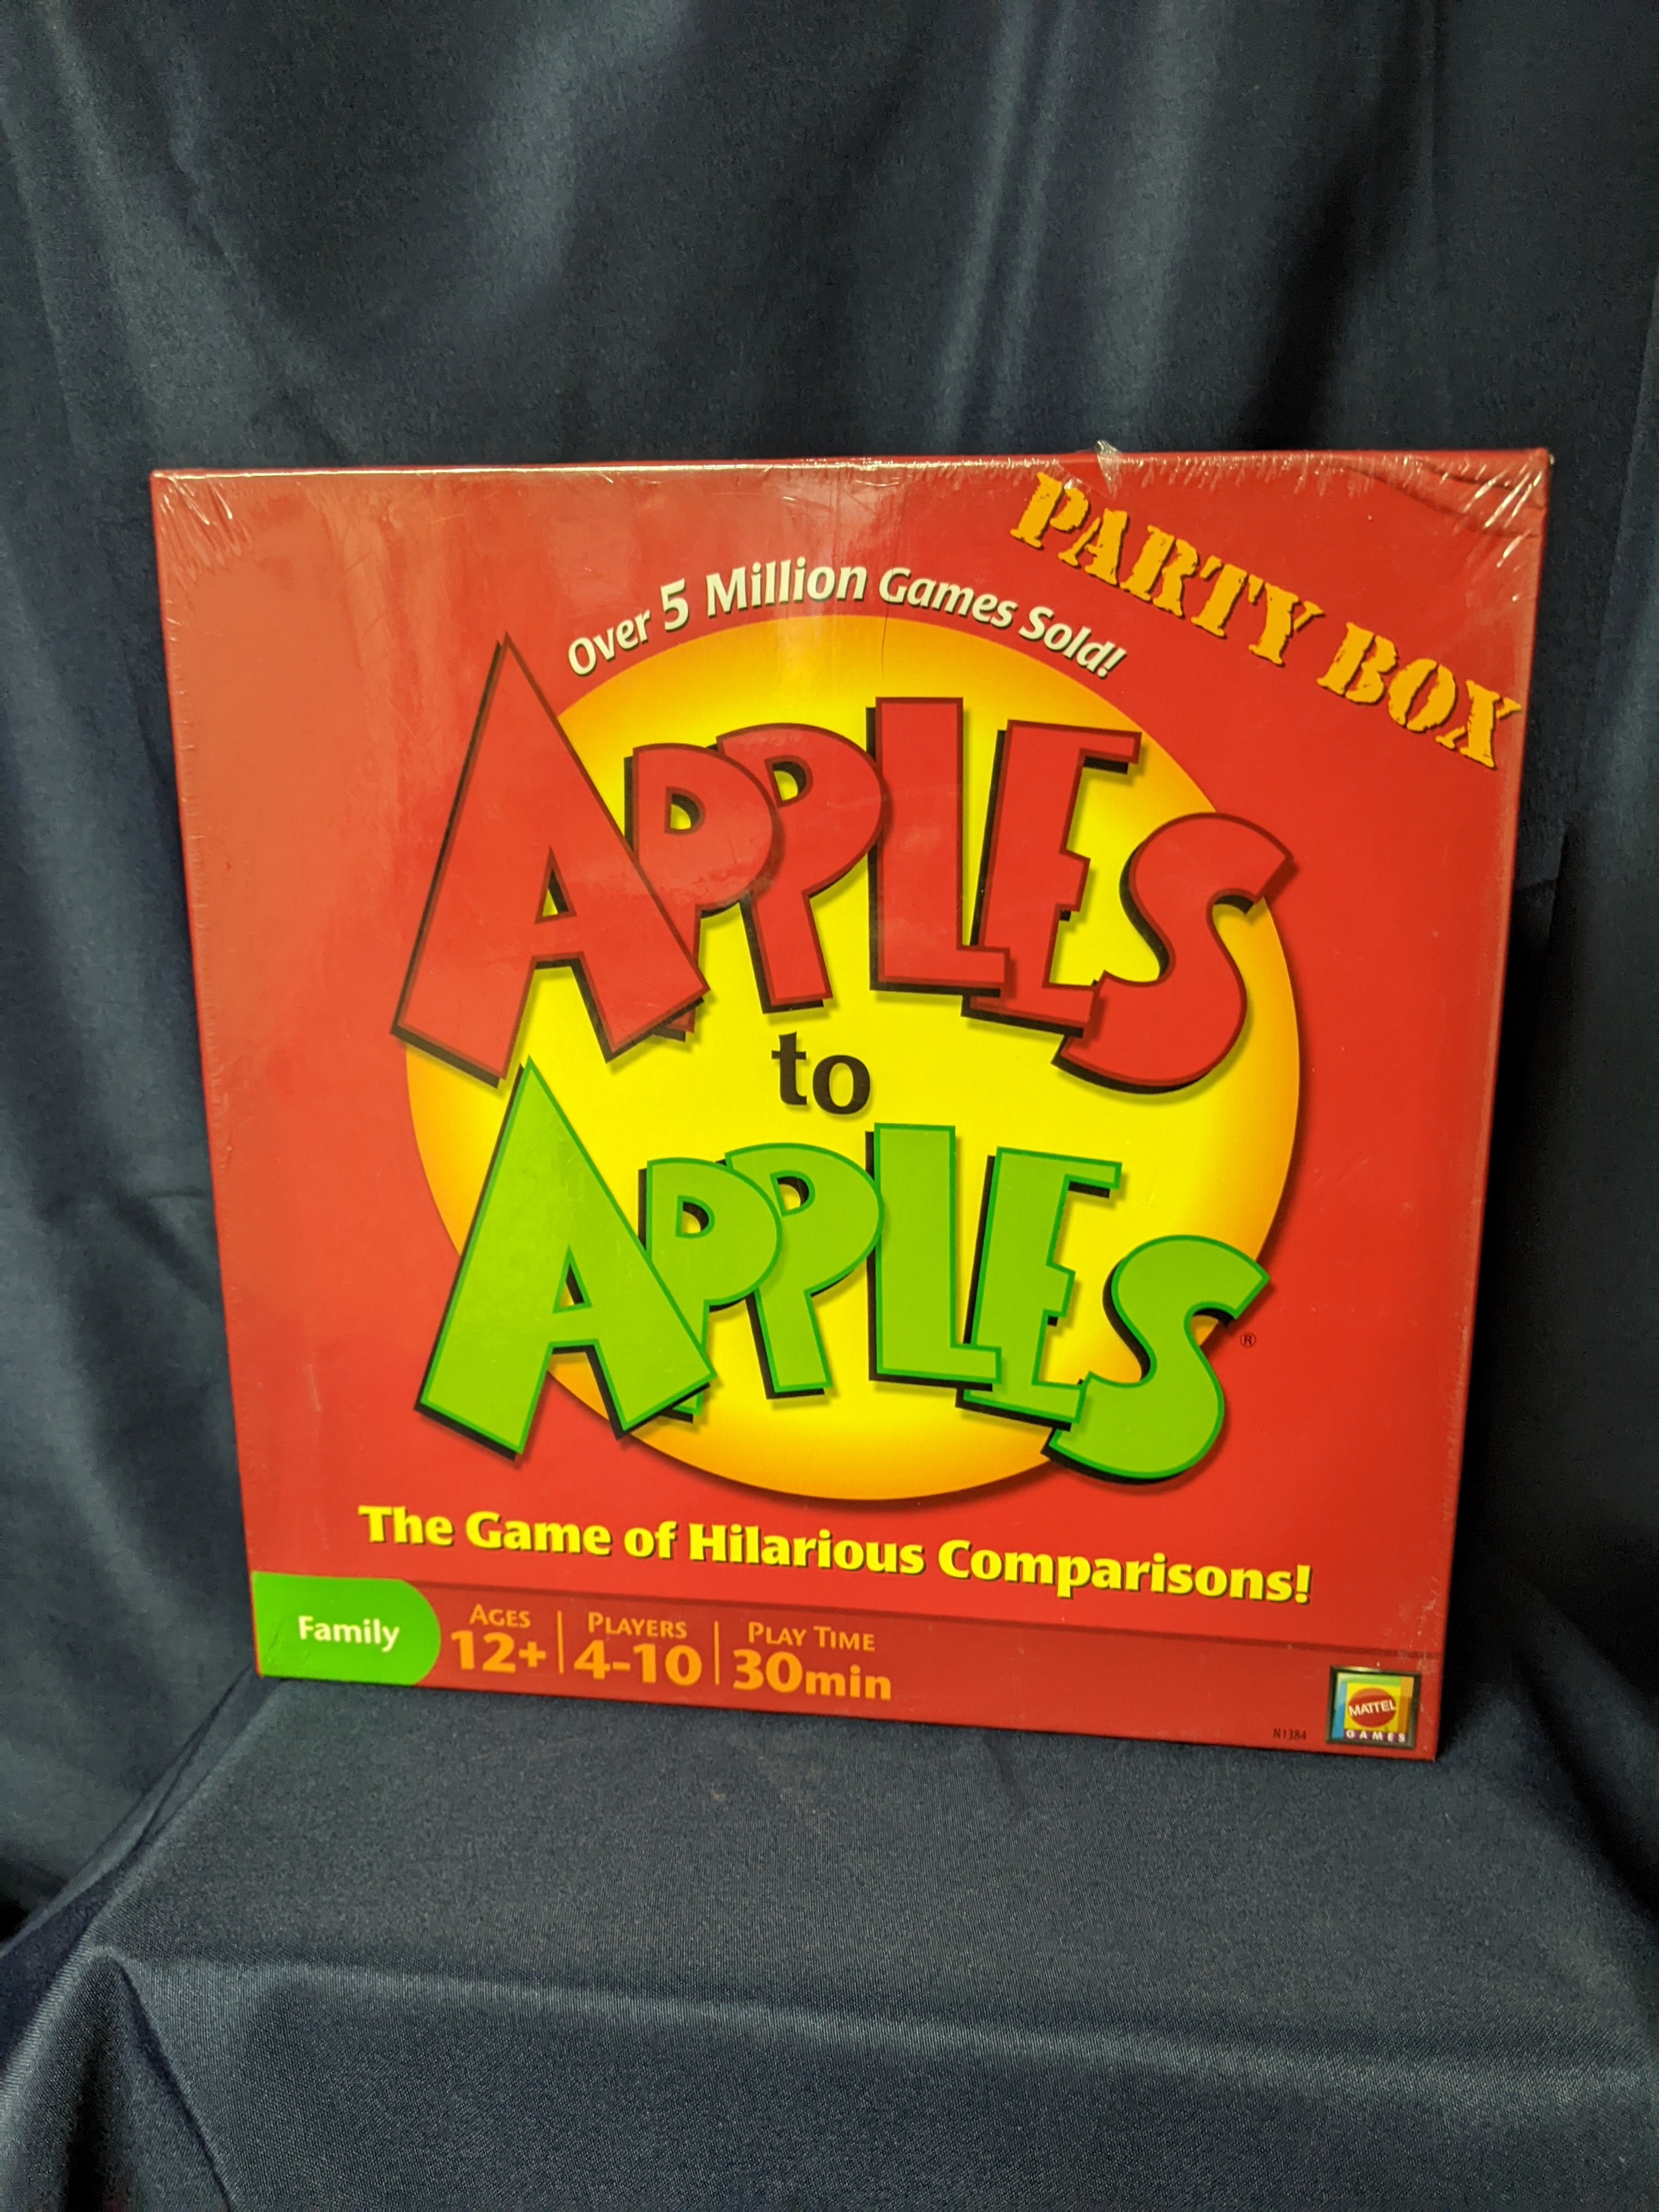 PARTY BOX
Over 5 Million Games Sold!
APPLES
to
APPLES®
The Game of Hilarious Comparisons!
Family
AGES
12+
PLAYERS
4-10
PLAY TIME
30min
N1384
MATTEL
GAMES